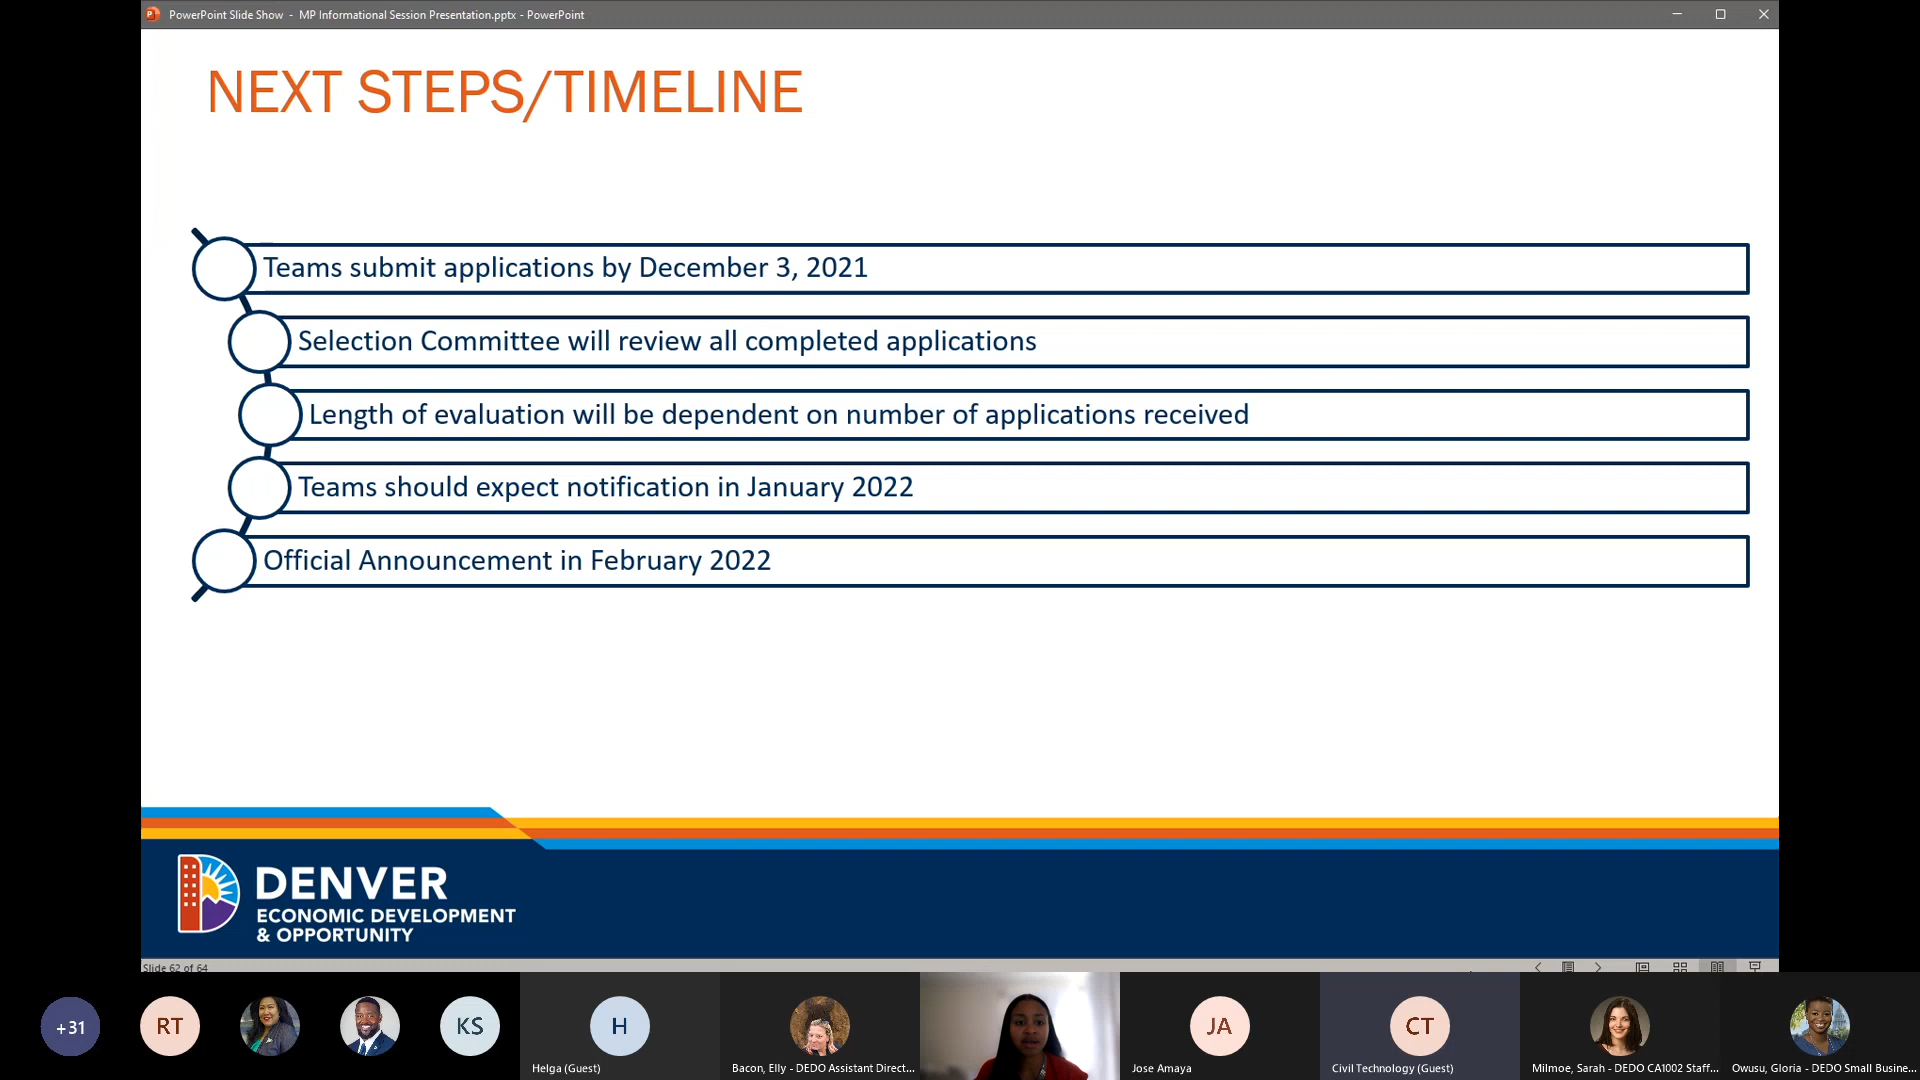 PowerPoint Slide Show - MP Informational Session Presentation.pptx - PowerPoint
NEXT STEPS/TIMELINE
Teams submit applications by December 3, 2021
Selection Committee will review all completed applications
Length of evaluation will be dependent on number of applications received
Teams should expect notification in January 2022
Official Announcement in February 2022
DENVER
ECONOMIC DEVELOPMENT
& OPPORTUNITY
Slide 62 of 64
+31
RT
KS
H
JA
CT
Helga (Guest)
Bacon, Elly - DEDO Assistant Direct...
Jose Amaya
Civil Technology (Guest)
Milmoe, Sarah - DEDO CA1002 Staff...
Owusu, Gloria - DEDO Small Busine...